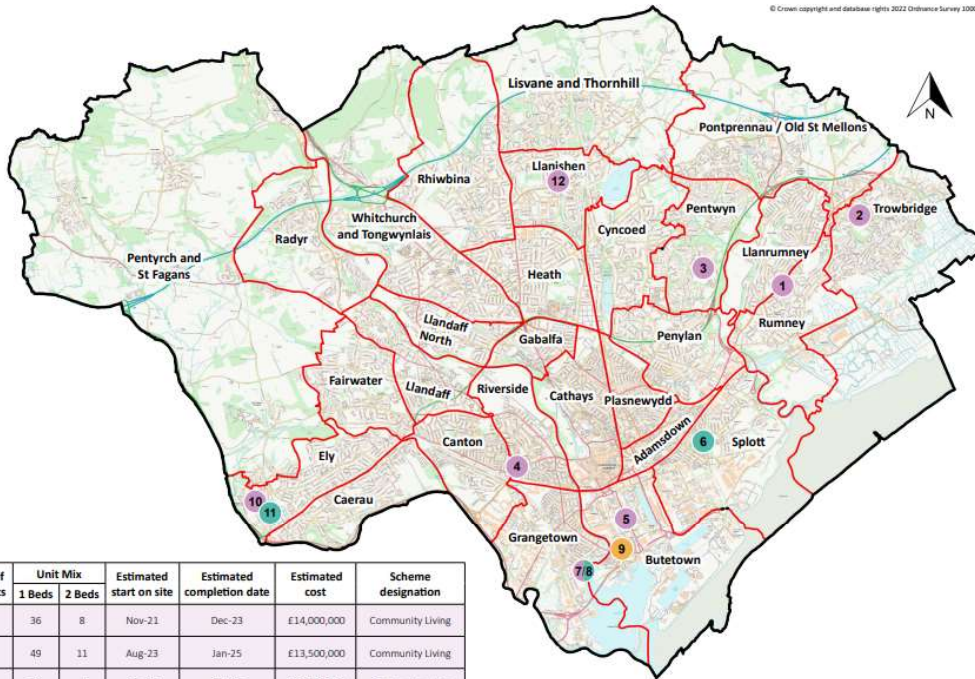 © Crown copyright and database rights 2022 Ordnance Survey 100
Lisvane and Thornhill
N
Pontprennau / Old St Mellons
Llanishen
12
Rhiwbina
Pentwyn
2
Trowbridge
Whitchurch
and Tongwynlais
Cyncoed
Radyr
Llanrumney
Pentyrch and
St Fagans
Heath
3
1
Rumney
Llandaff
North
Gabalfa
Penylan
Fairwater
Llandaff
Riverside
Cathays
Plasnewydd
Adamsdown
6
Splott
Ely
Canton
4
10
11
Caerau
5
Grangetown
9
Butetown
7/8
Unit Mix
Estimated
start on site
Estimated
completion date
Estimated
cost
Scheme
designation
1 Beds
2 Beds
36
8
Nov-21
Dec-23
£14,000,000
Community Living
49
11
Aug-23
Jan-25
£13,500,000
Community Living